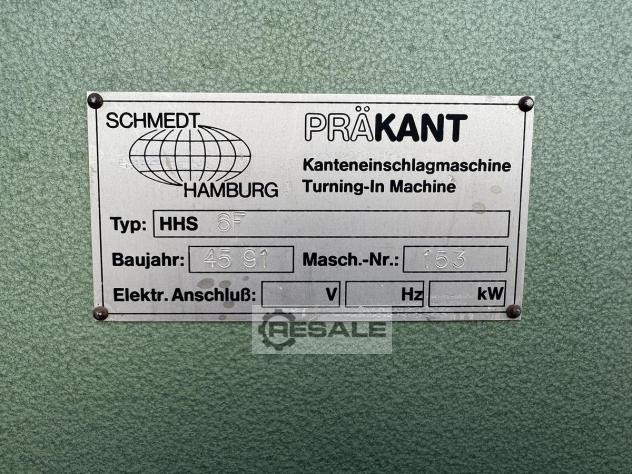 SCHMEDT
HAMBURG
PRÄKANT
Kanteneinschlagmaschine
Turning-In Machine
Typ: HHS 6F
Baujahr: 45 91 Masch.-Nr.: 153
Elektr. Anschluß: V Hz kW
RESALE